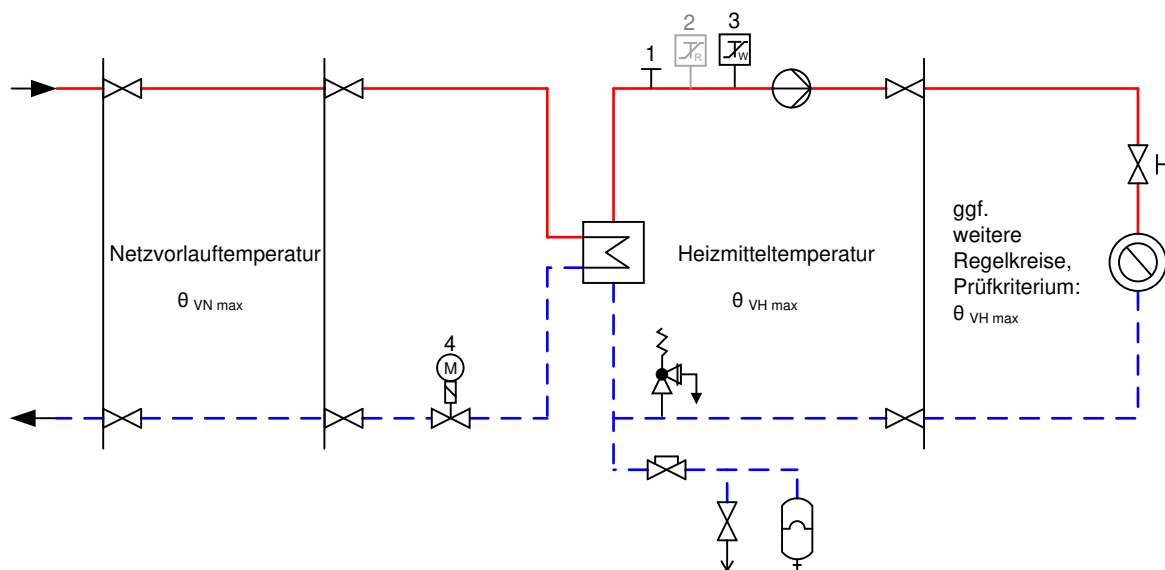 1
2
3
R
W
Netzvorlauftemperatur
θ VN max
Heizmitteltemperatur
θ VH max
ggf.
weitere
Regelkreise,
Prüfkriterium:
θ VH max
4
M